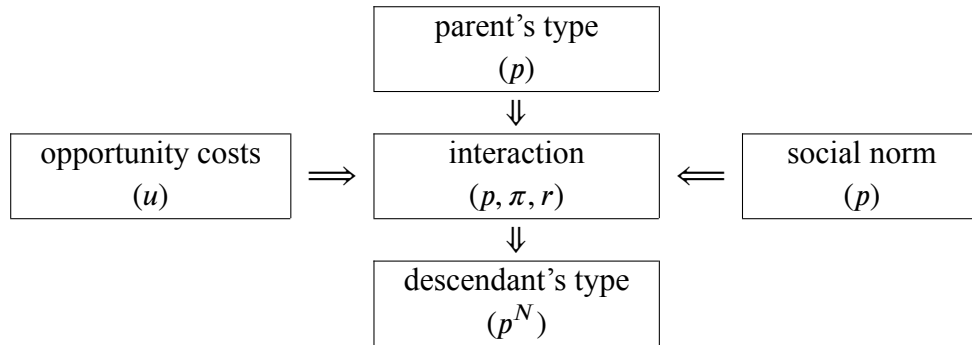 parent’s type
(p)
⇓
opportunity costs
(u)
⟹
interaction
(p, π, r)
⟸
social norm
(p)
⇓
descendant’s type
(p^N)